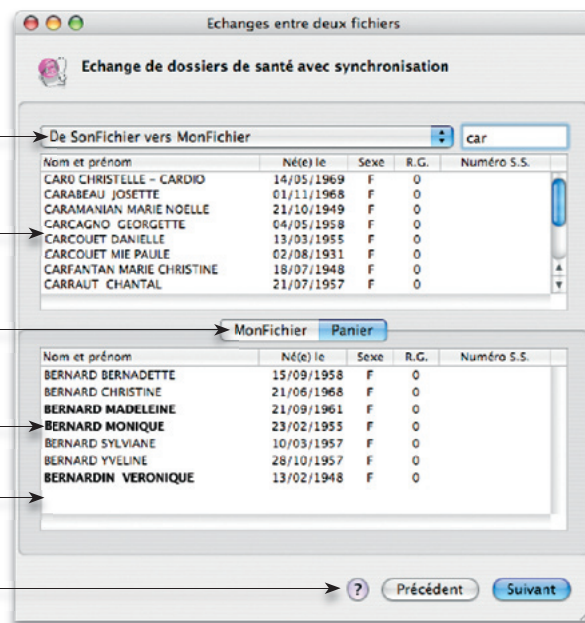 Echanges entre deux fichiers
Echange de dossiers de santé avec synchronisation
De SonFichier vers MonFichier car
Nom et prénom Né(e) le Sexe R.G. Numéro S.S.
CARO CHRISTELLE - CARDIO 14/05/1969 F 0
CARABEAU JOSETTE 01/11/1968 F 0
CARAMANIAN MARIE NOELLE 21/10/1949 F 0
CARCAGNO GEORGETTE 04/05/1958 F 0
CARCOUET DANIELLE 13/03/1955 F 0
CARCOUET MIE PAULE 02/08/1931 F 0
CARFANTAN MARIE CHRISTINE 18/07/1948 F 0
CARRAUT CHANTAL 21/07/1957 F 0
MonFichier Panier
Nom et prénom Né(e) le Sexe R.G. Numéro S.S.
BERNARD BERNADETTE 15/09/1958 F 0
BERNARD CHRISTINE 21/06/1968 F 0
BERNARD MADELEINE 21/09/1961 F 0
BERNARD MONIQUE 23/02/1955 F 0
BERNARD SYLVIANE 10/03/1957 F 0
BERNARD YVELINE 28/10/1957 F 0
BERNARDIN VERONIQUE 13/02/1948 F 0
? Précédent Suivant